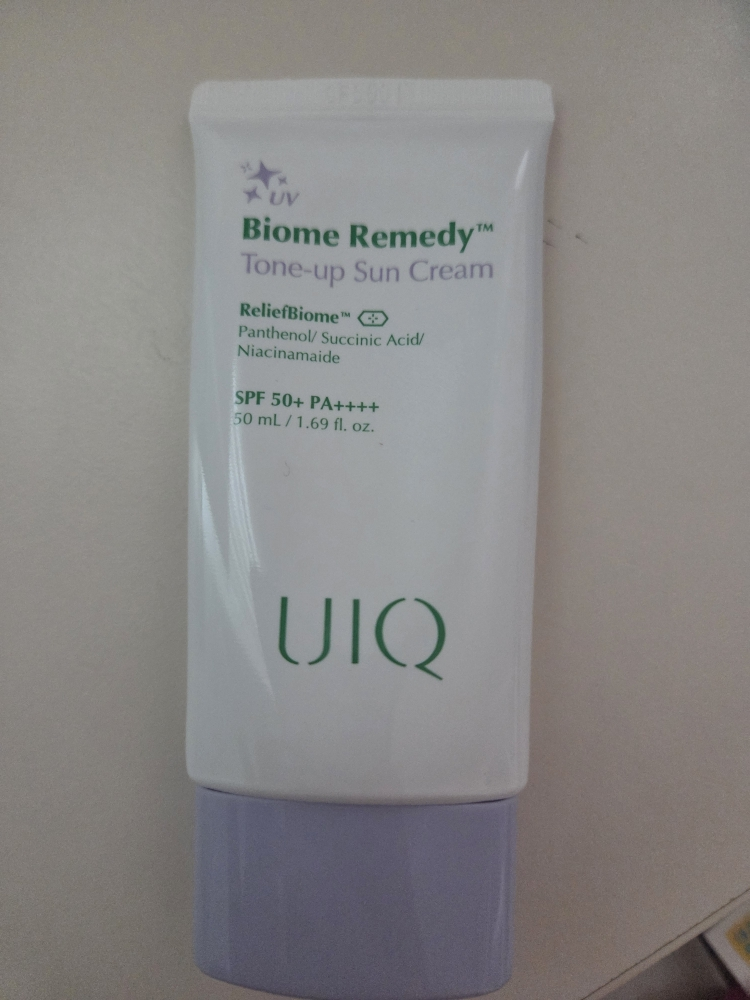 UV
Biome Remedy™
Tone-up Sun Cream
ReliefBiome™
Panthenol/ Succinic Acid/
Niacinamaide
SPF 50+ PA++++
50 mL / 1.69 fl. oz.
UIQ